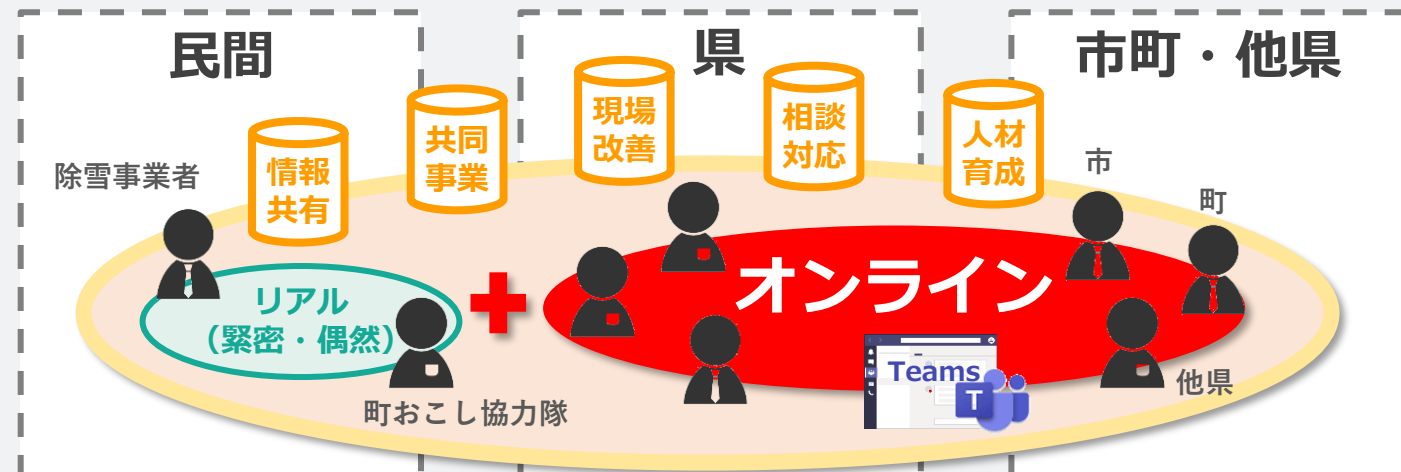 民間
県
市町・他県
情報
共有
共同
事業
現場
改善
相談
対応
人材
育成
除雪事業者
市
町
リアル
（緊密・偶然）
+
オンライン
Teams
T
町おこし協力隊
他県